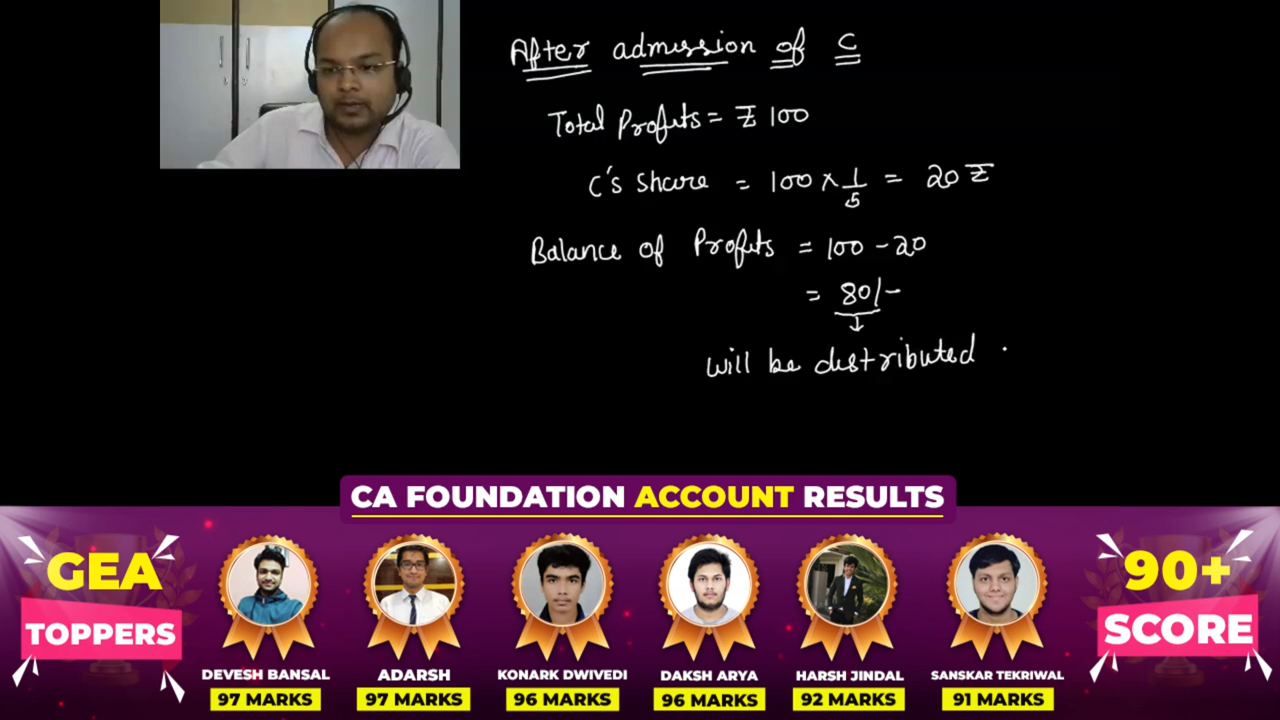 After admission of C
Total Profits = ₹ 100
C's share = 100 × 1/5 = 20 ₹
Balance of Profits = 100 - 20
= 80/-
↓
will be distributed
CA FOUNDATION ACCOUNT RESULTS
GEA
TOPPERS
DEVESH BANSAL
97 MARKS
ADARSH
97 MARKS
KONARK DWIVEDI
96 MARKS
DAKSH ARYA
96 MARKS
HARSH JINDAL
92 MARKS
SANSKAR TEKRIWAL
91 MARKS
90+
SCORE